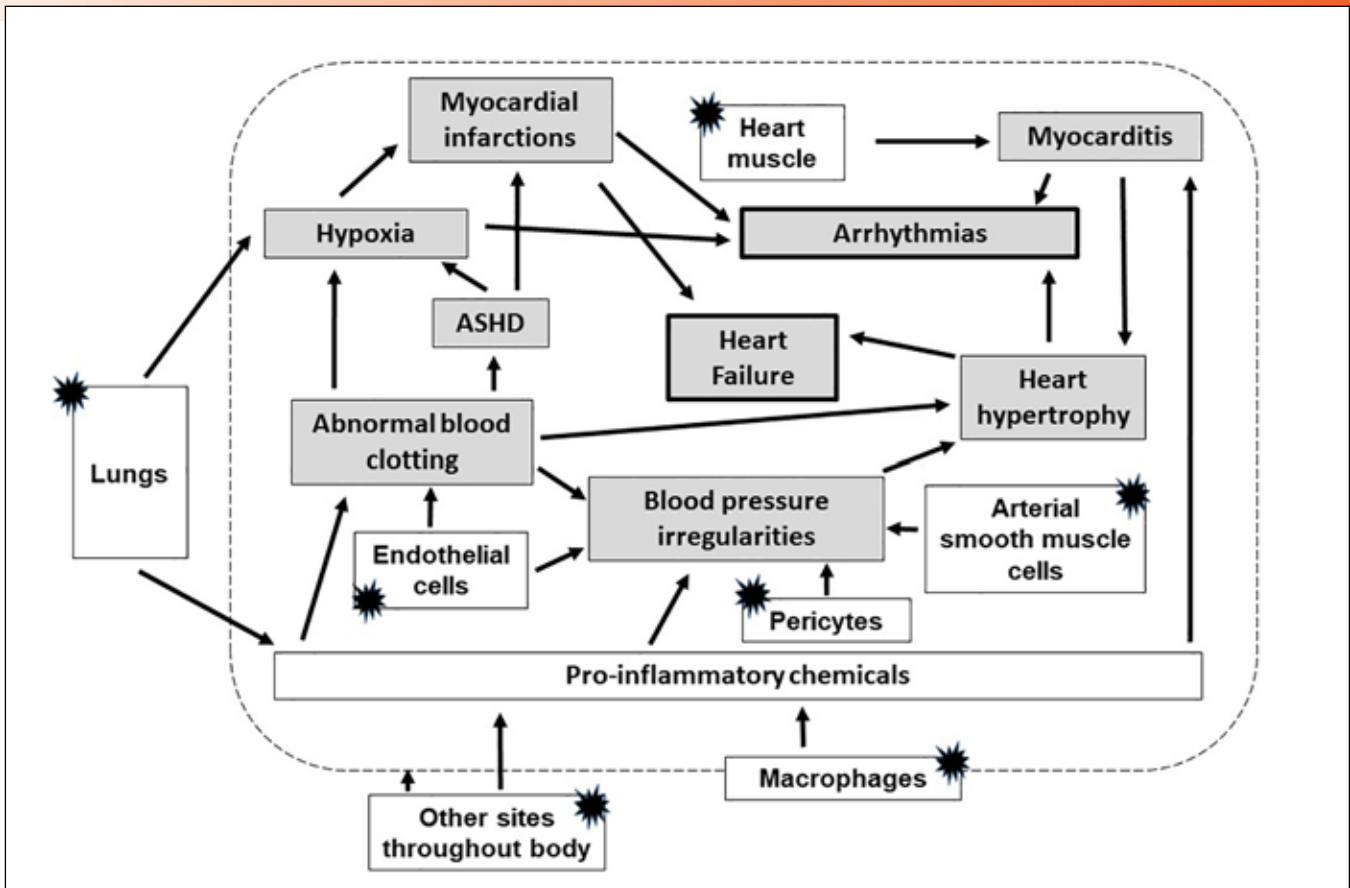 Myocardial
infarctions
Heart
muscle
Myocarditis
Hypoxia
Arrhythmias
ASHD
Heart
Failure
Heart
hypertrophy
Abnormal blood
clotting
Lungs
Blood pressure
irregularities
Arterial
smooth muscle
cells
Endothelial
cells
Pericytes
Pro-inflammatory chemicals
Macrophages
Other sites
throughout body